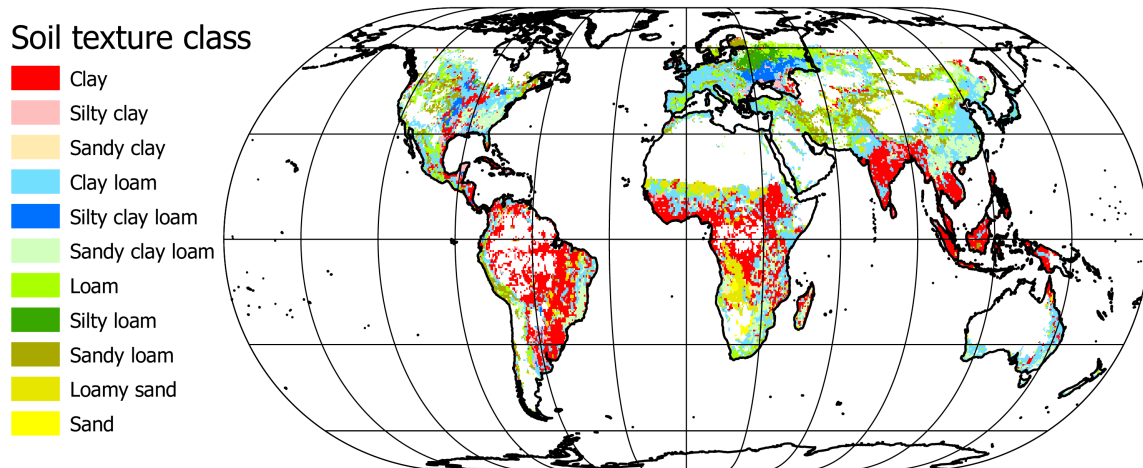 Soil texture class
Clay
Silty clay
Sandy clay
Clay loam
Silty clay loam
Sandy clay loam
Loam
Silty loam
Sandy loam
Loamy sand
Sand